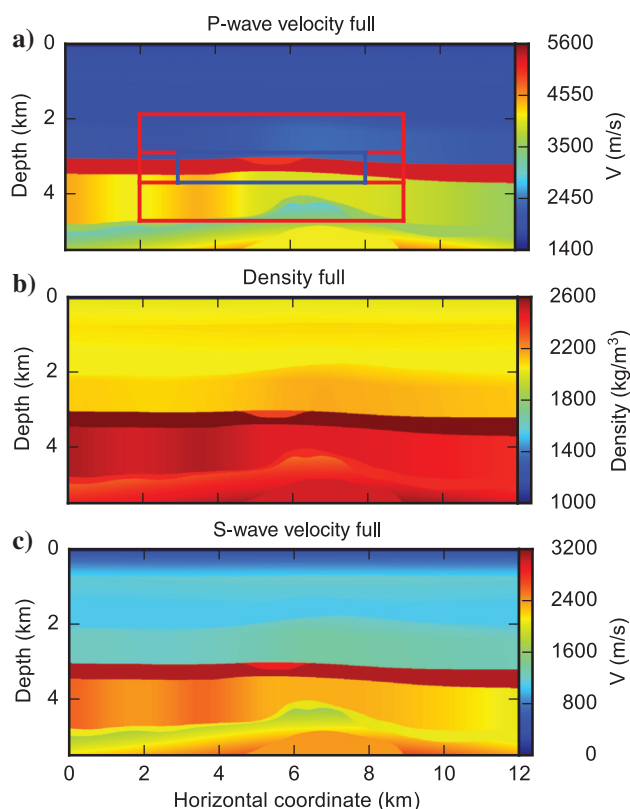 a) P-wave velocity full
0
2
4
Depth (km)
5600
4550
3500
2450
1400
V (m/s)
b) Density full
0
2
4
Depth (km)
2600
2200
1800
1400
1000
Density (kg/m³)
c) S-wave velocity full
0
2
4
Depth (km)
3200
2400
1600
800
0
V (m/s)
0 2 4 6 8 10 12
Horizontal coordinate (km)